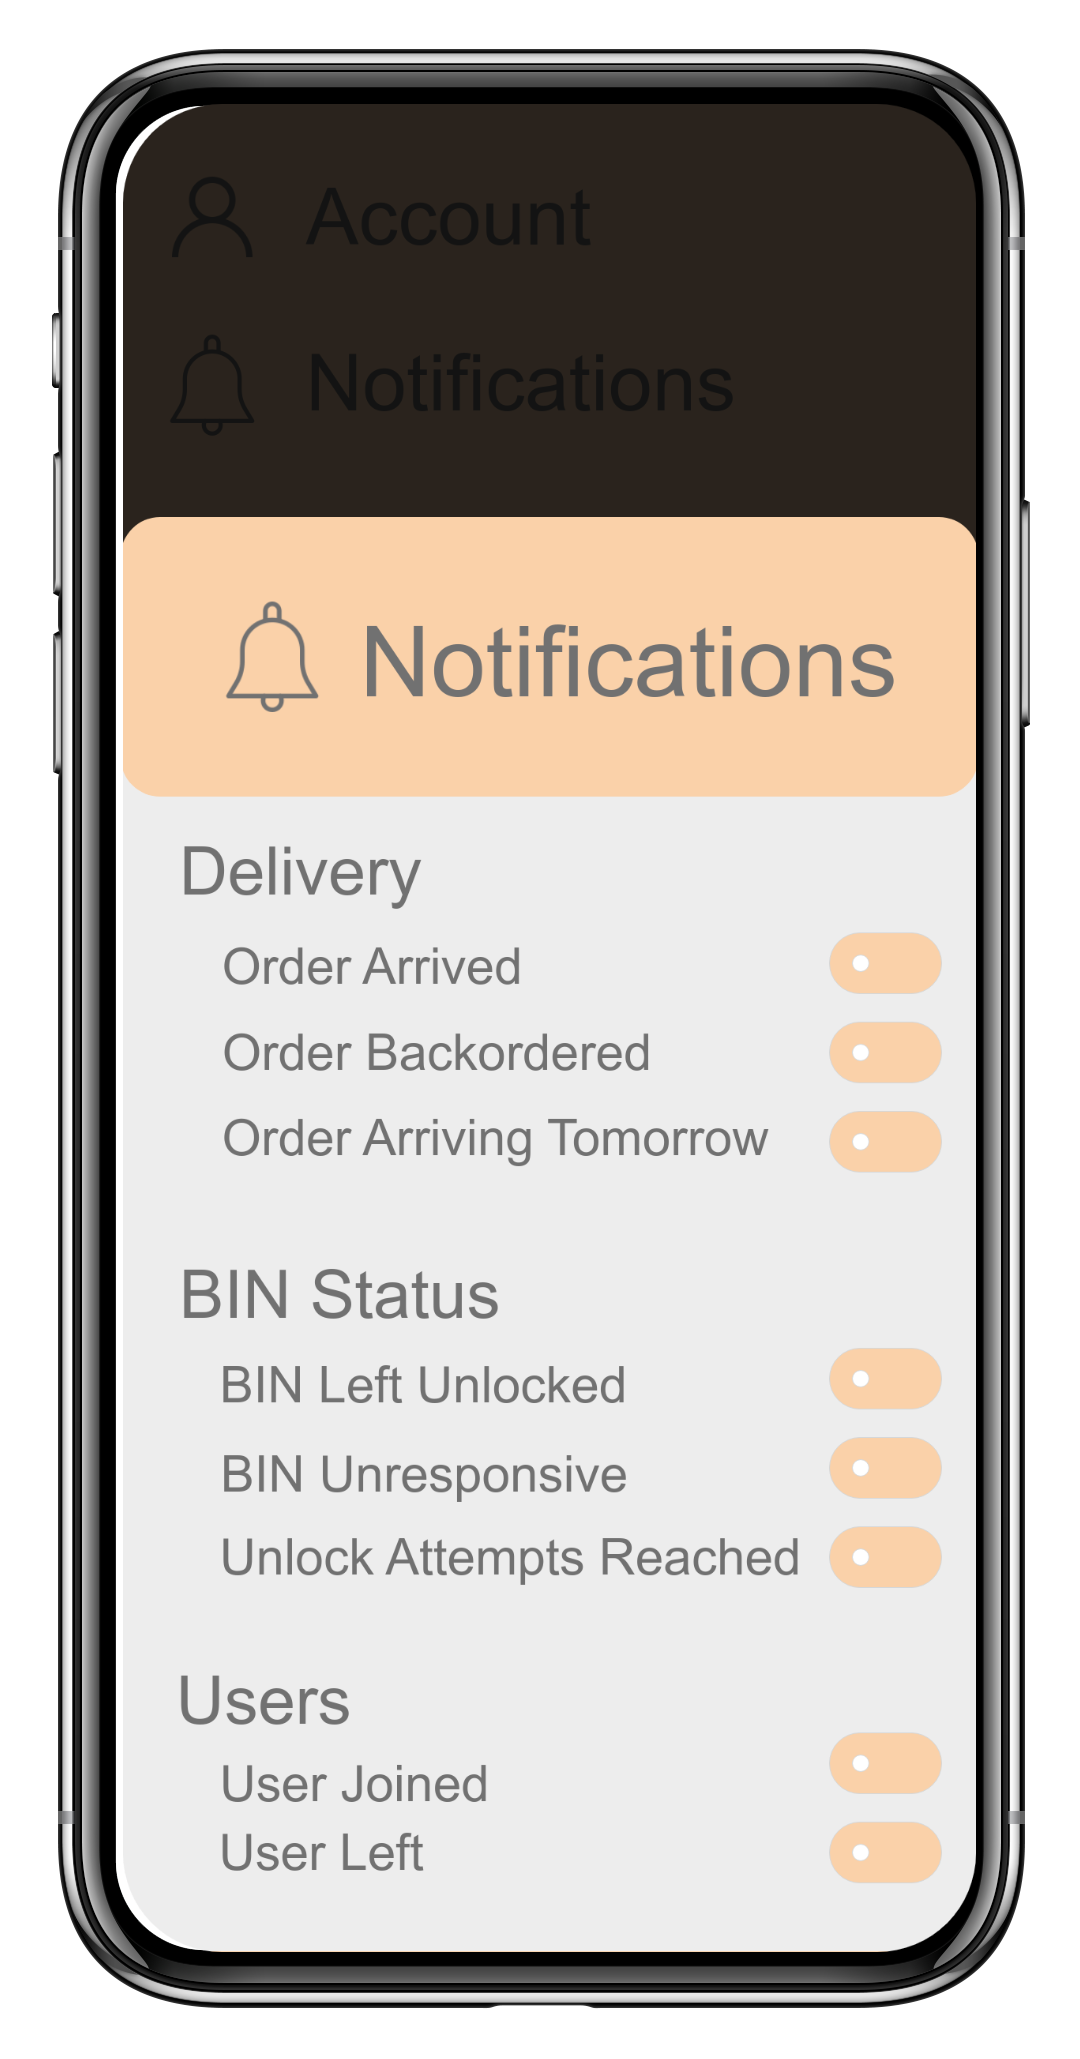 Account
Notifications
Notifications
Delivery
Order Arrived
Order Backordered
Order Arriving Tomorrow
BIN Status
BIN Left Unlocked
BIN Unresponsive
Unlock Attempts Reached
Users
User Joined
User Left